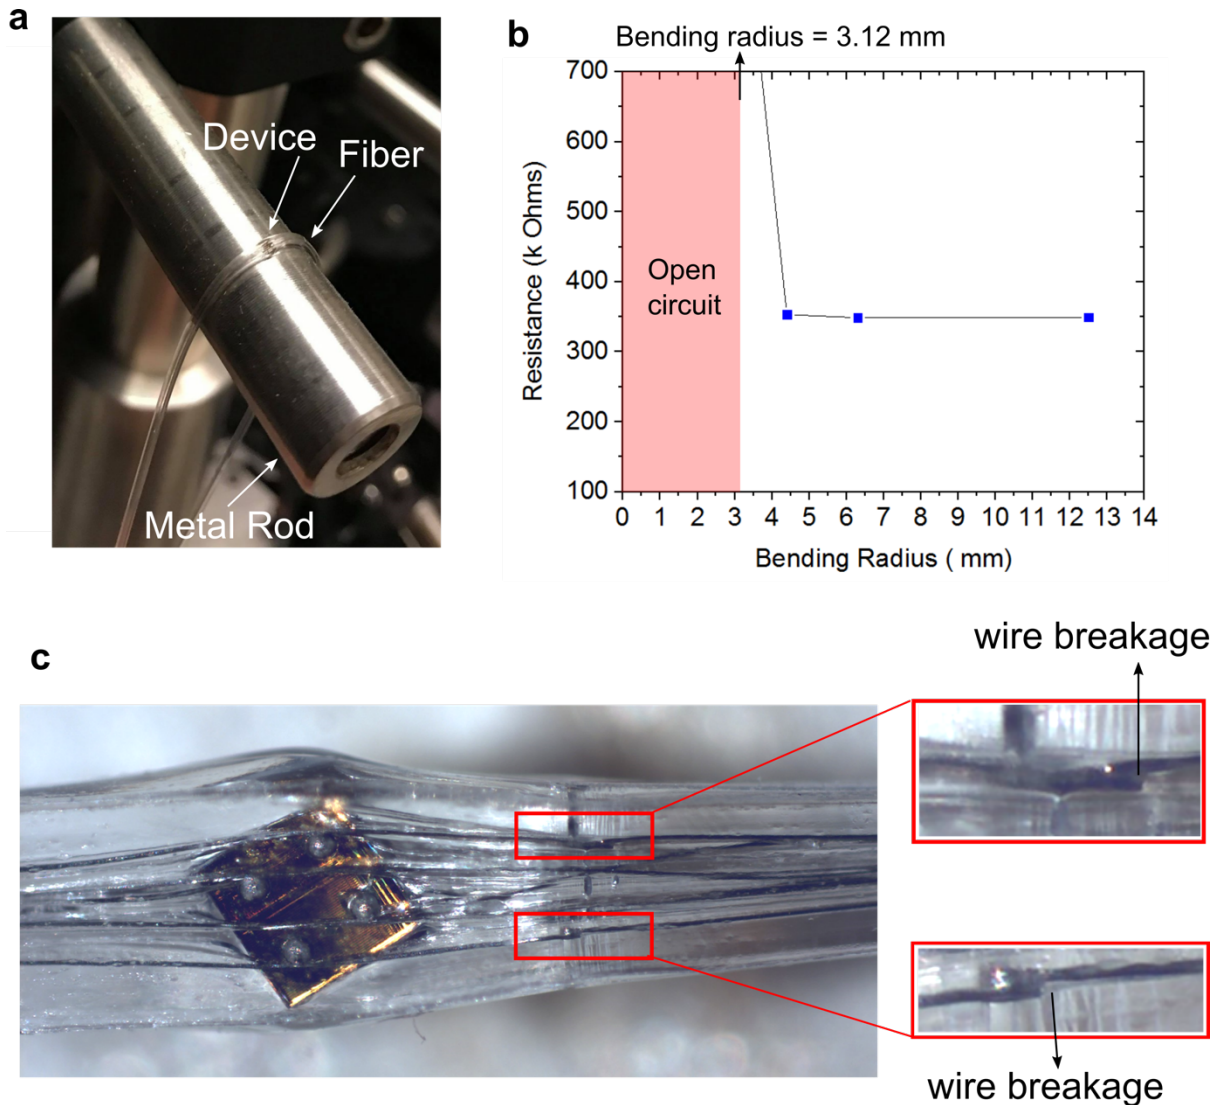 a
Device
Fiber
Metal Rod
b
Bending radius = 3.12 mm
700
600
500
400
300
200
100
Resistance (k Ohms)
Open
circuit
0 1 2 3 4 5 6 7 8 9 10 11 12 13 14
Bending Radius ( mm)
c
wire breakage
wire breakage